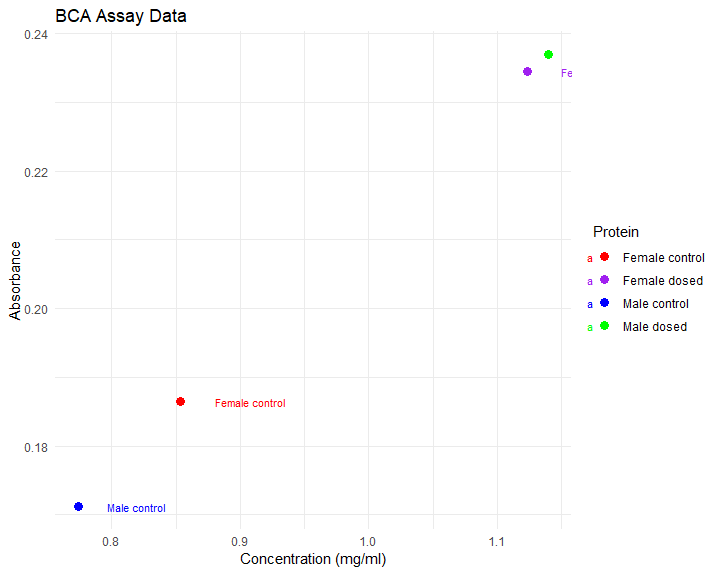 BCA Assay Data
0.24
0.22
0.20
0.18
Absorbance
Fe
Female control
Male control
0.8 0.9 1.0 1.1
Concentration (mg/ml)
Protein
a Female control
a Female dosed
a Male control
a Male dosed